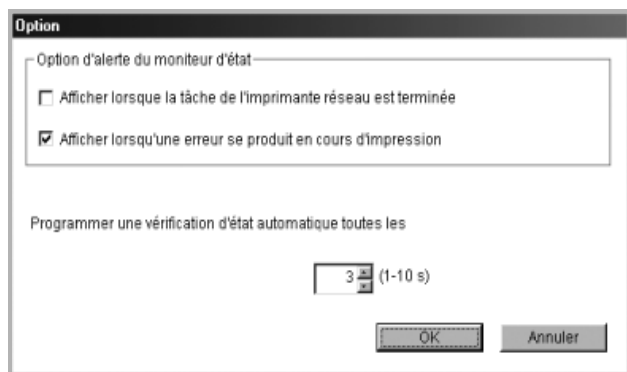 Option
Option d'alerte du moniteur d'état
Afficher lorsque la tâche de l'imprimante réseau est terminée
Afficher lorsqu'une erreur se produit en cours d'impression
Programmer une vérification d'état automatique toutes les
3 (1-10 s)
OK Annuler